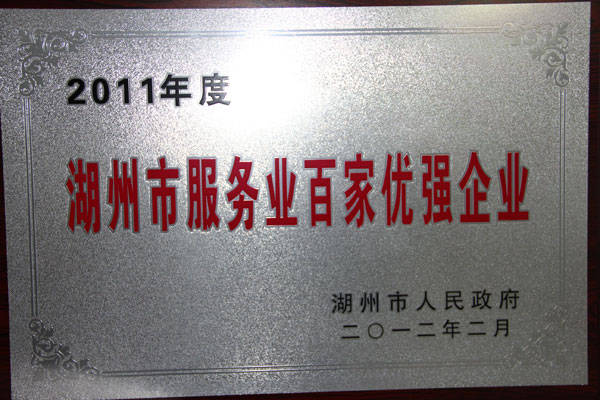 2011年度
湖州市服务业百家优强企业
湖州市人民政府
二〇一二年二月